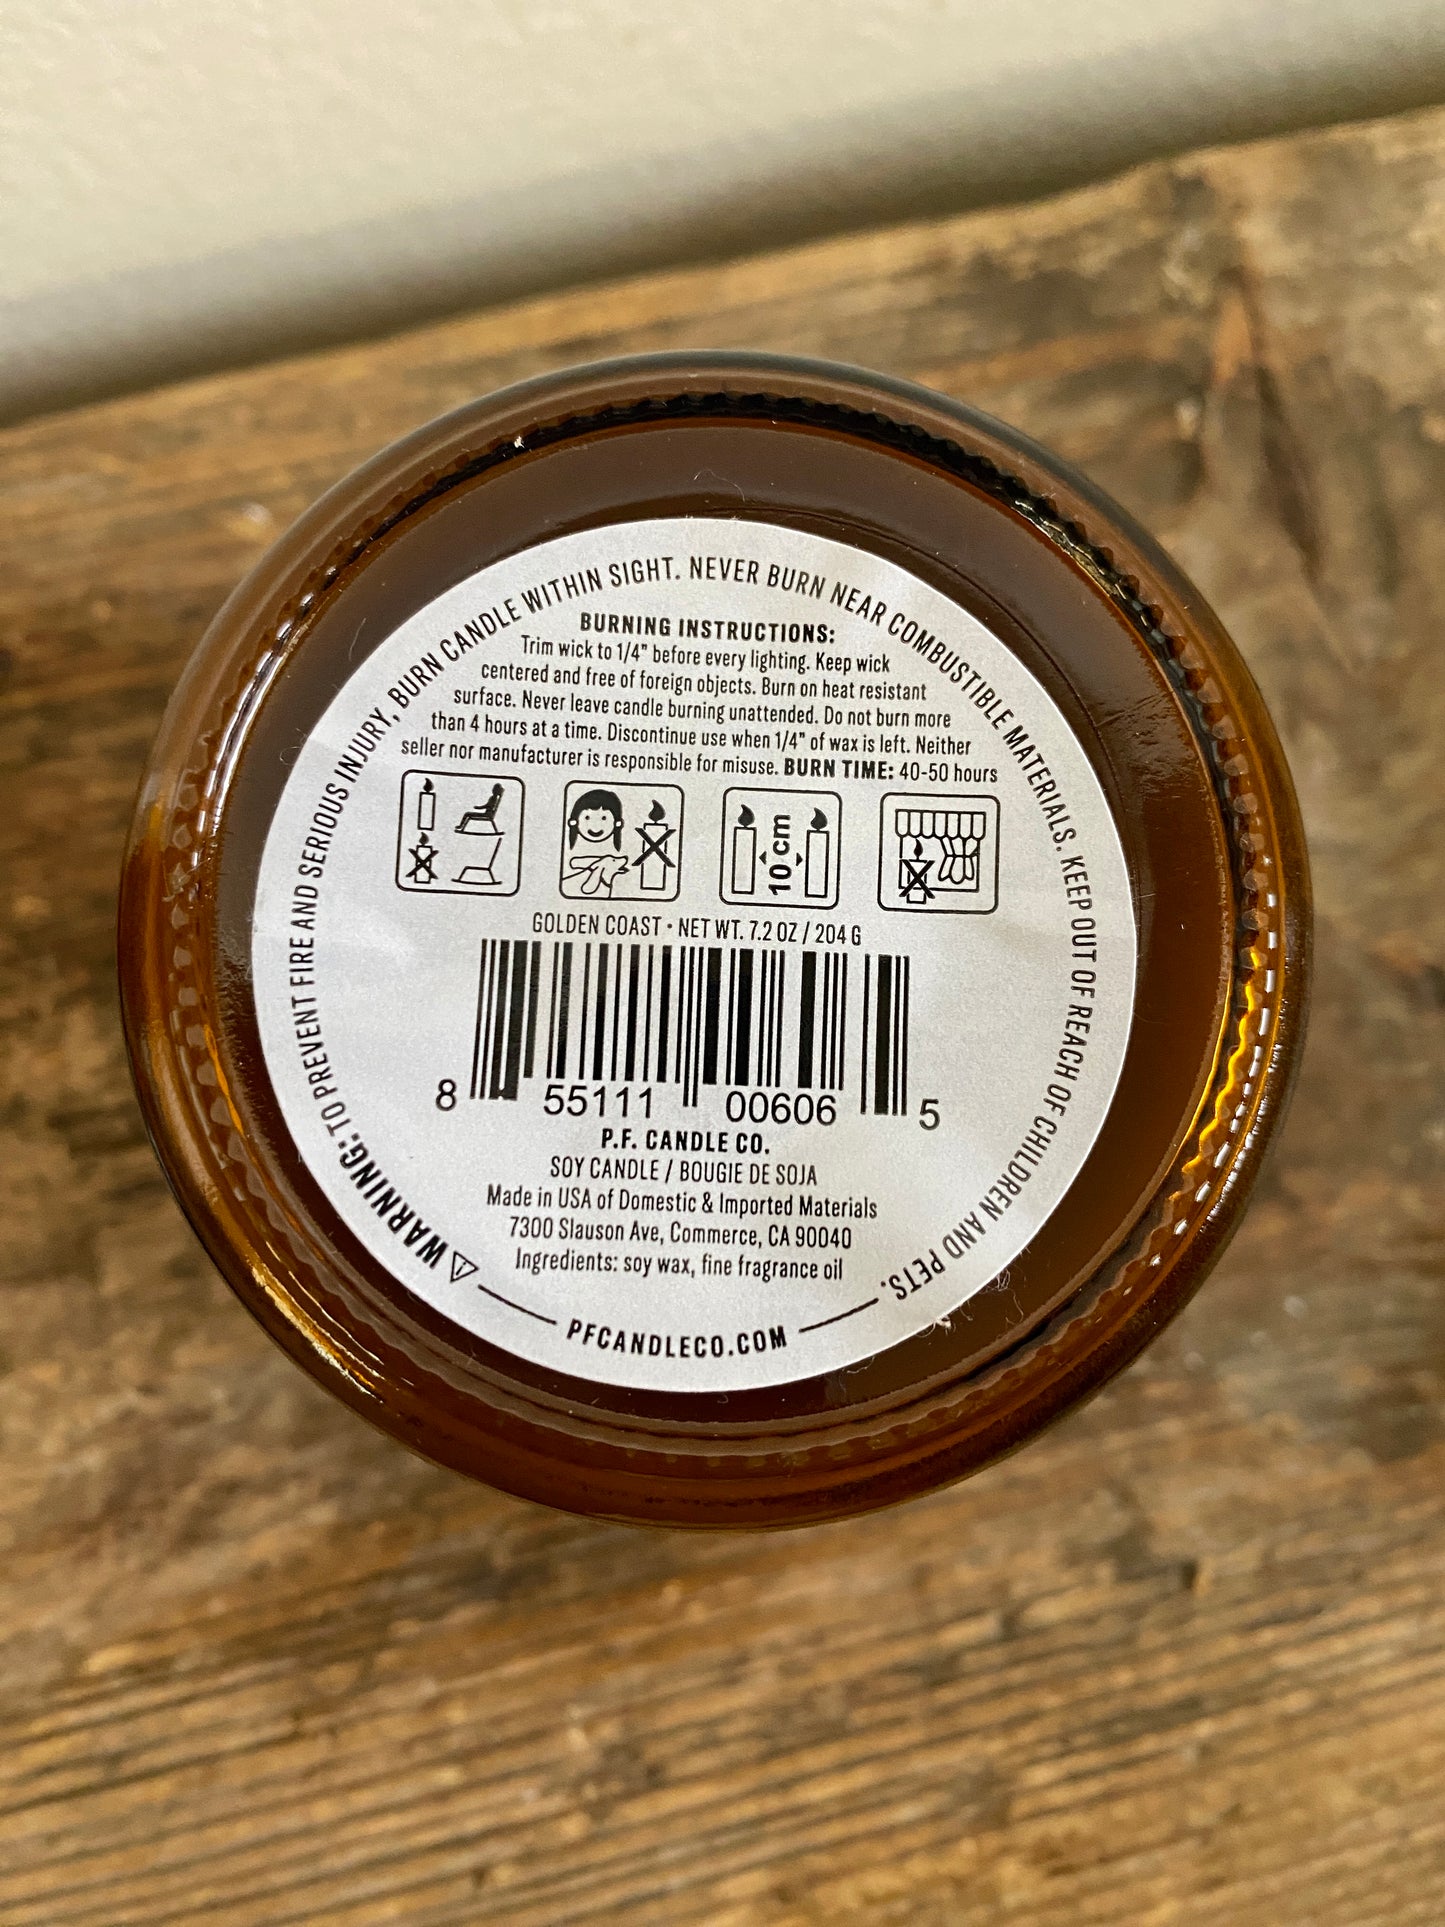 ⚠ WARNING: TO PREVENT FIRE AND SERIOUS INJURY, BURN CANDLE WITHIN SIGHT. NEVER BURN NEAR COMBUSTIBLE MATERIALS. KEEP OUT OF REACH OF CHILDREN AND PETS.
BURNING INSTRUCTIONS:
Trim wick to 1/4" before every lighting. Keep wick
centered and free of foreign objects. Burn on heat resistant
surface. Never leave candle burning unattended. Do not burn more
than 4 hours at a time. Discontinue use when 1/4" of wax is left. Neither
seller nor manufacturer is responsible for misuse. BURN TIME: 40-50 hours
10 cm
GOLDEN COAST • NET WT. 7.2 OZ / 204 G
8 55111 00606 5
P.F. CANDLE CO.
SOY CANDLE / BOUGIE DE SOJA
Made in USA of Domestic & Imported Materials
7300 Slauson Ave, Commerce, CA 90040
Ingredients: soy wax, fine fragrance oil
PFCANDLECO.COM